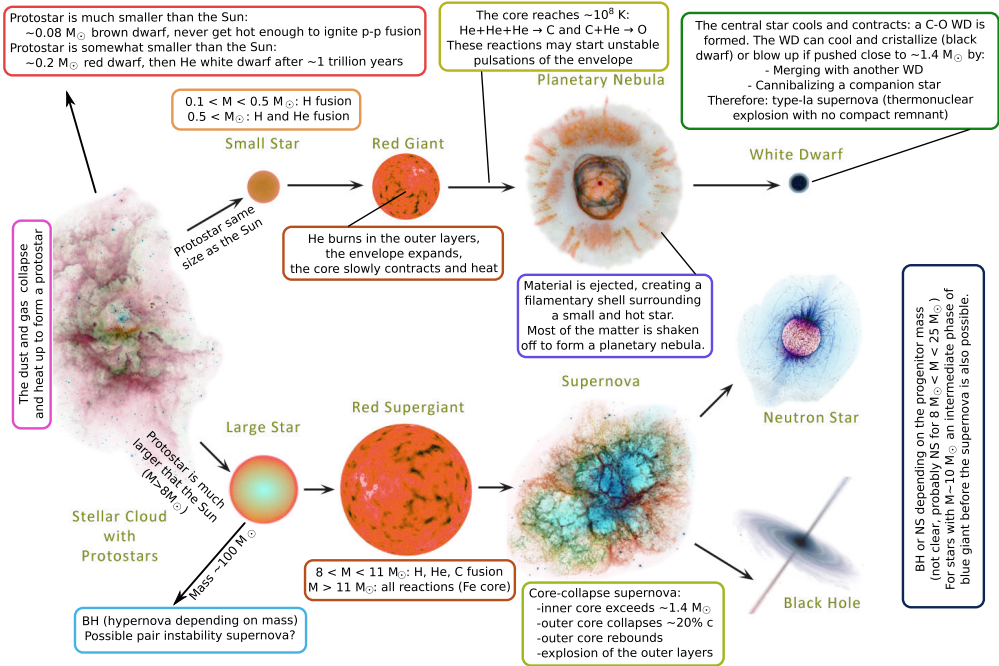 Protostar is much smaller than the Sun:
~0.08 M☉ brown dwarf, never get hot enough to ignite p-p fusion
Protostar is somewhat smaller than the Sun:
~0.2 M☉ red dwarf, then He white dwarf after ~1 trillion years
The core reaches ~10⁸ K:
He+He+He → C and C+He → O
These reactions may start unstable
pulsations of the envelope
The central star cools and contracts: a C-O WD is
formed. The WD can cool and cristallize (black
dwarf) or blow up if pushed close to ~1.4 M☉ by:
- Merging with another WD
- Cannibalizing a companion star
Therefore: type-Ia supernova (thermonuclear
explosion with no compact remnant)
0.1 < M < 0.5 M☉: H fusion
0.5 < M☉: H and He fusion
Small Star
Red Giant
Planetary Nebula
White Dwarf
Protostar same
size as the Sun
He burns in the outer layers,
the envelope expands,
the core slowly contracts and heat
Material is ejected, creating a
filamentary shell surrounding
a small and hot star.
Most of the matter is shaken
off to form a planetary nebula.
The dust and gas collapse
and heat up to form a protostar
Stellar Cloud
with
Protostars
Protostar is much
larger that the Sun
(M>8M☉)
Large Star
Red Supergiant
Supernova
Neutron Star
Black Hole
Mass ~100 M☉
BH (hypernova depending on mass)
Possible pair instability supernova?
8 < M < 11 M☉: H, He, C fusion
M > 11 M☉: all reactions (Fe core)
Core-collapse supernova:
-inner core exceeds ~1.4 M☉
-outer core collapses ~20% c
-outer core rebounds
-explosion of the outer layers
BH or NS depending on the progenitor mass
(not clear, probably NS for 8 M☉ < M < 25 M☉)
For stars with M~10 M☉ an intermediate phase of
blue giant before the supernova is also possible.